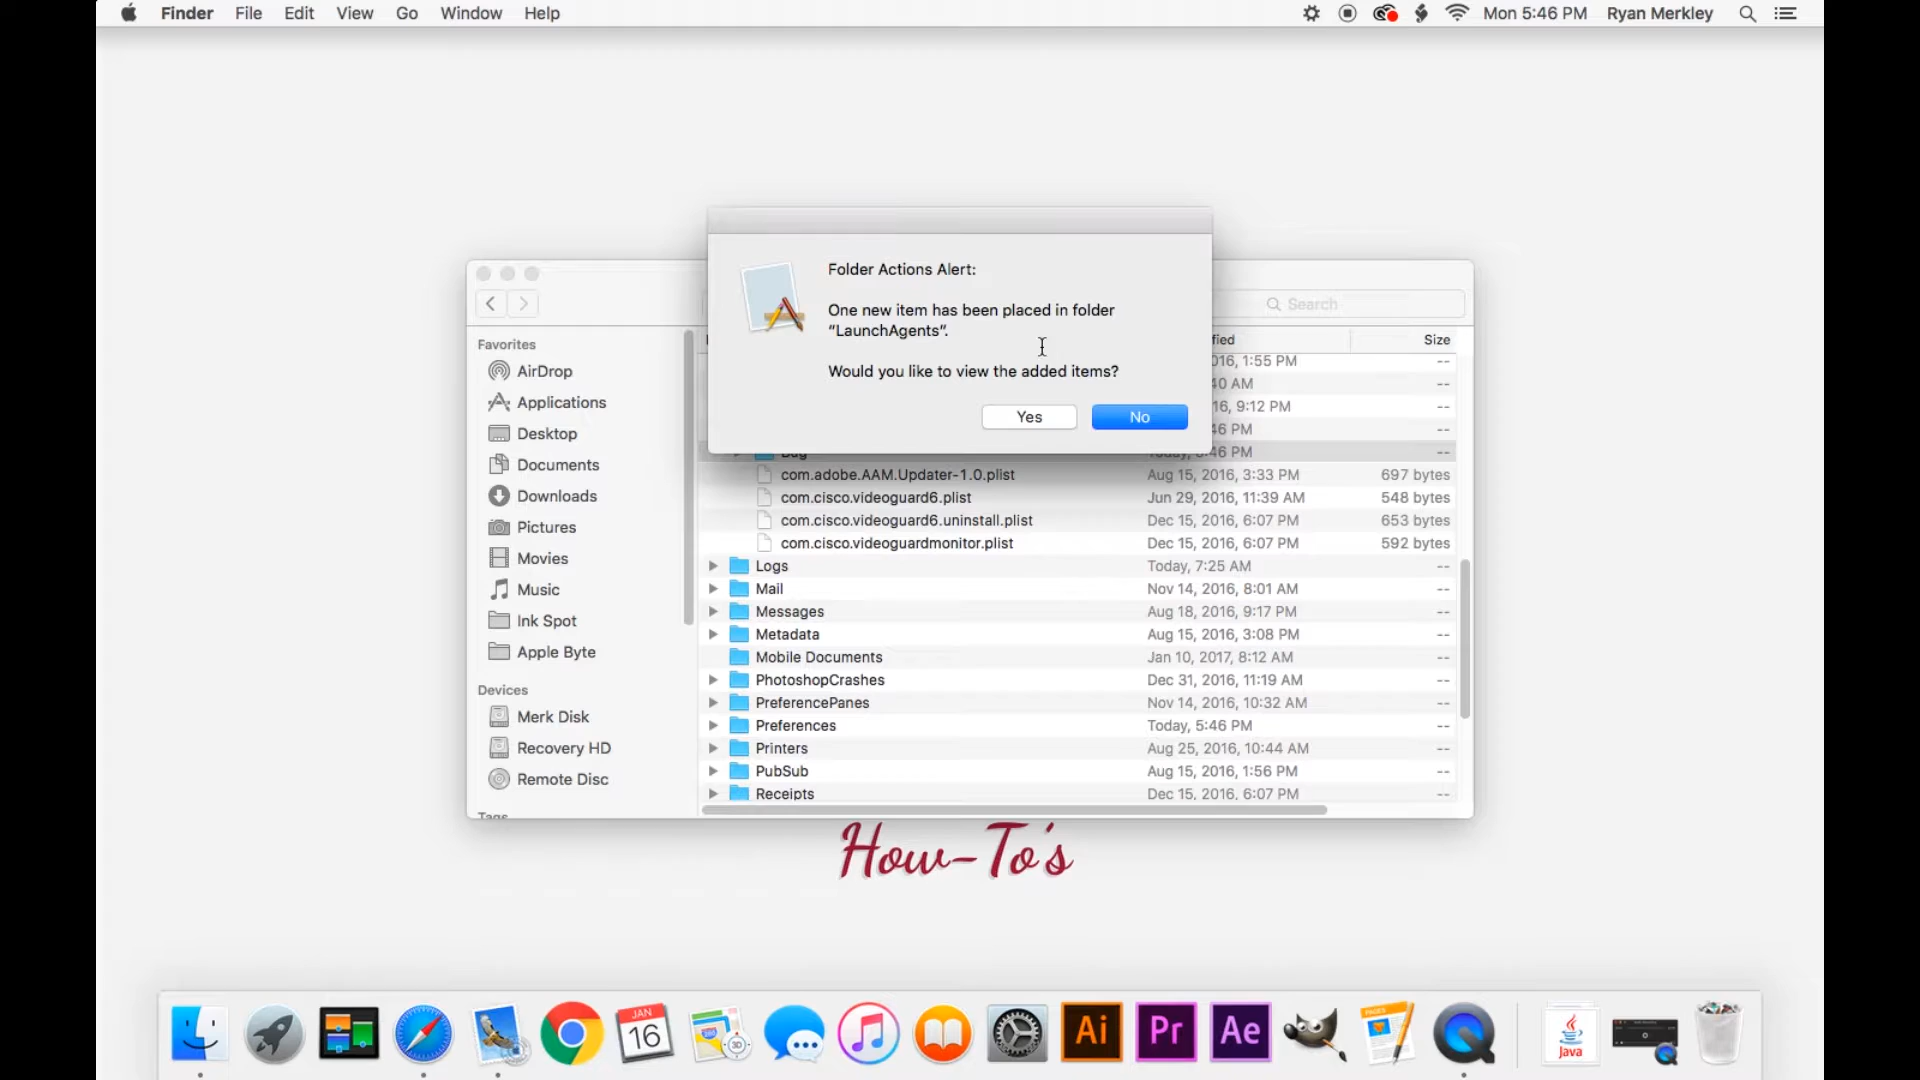 Finder File Edit View Go Window Help Mon 5:46 PM Ryan Merkley
Folder Actions Alert:
One new item has been placed in folder
“LaunchAgents”.
Would you like to view the added items?
Yes No
Search
Favorites
AirDrop
Applications
Desktop
Documents
Downloads
Pictures
Movies
Music
Ink Spot
Apple Byte
Devices
Merk Disk
Recovery HD
Remote Disc
Tags
Size
016, 1:55 PM --
40 AM --
16, 9:12 PM --
46 PM --
Bug Today, 5:46 PM --
com.adobe.AAM.Updater-1.0.plist Aug 15, 2016, 3:33 PM 697 bytes
com.cisco.videoguard6.plist Jun 29, 2016, 11:39 AM 548 bytes
com.cisco.videoguard6.uninstall.plist Dec 15, 2016, 6:07 PM 653 bytes
com.cisco.videoguardmonitor.plist Dec 15, 2016, 6:07 PM 592 bytes
Logs Today, 7:25 AM --
Mail Nov 14, 2016, 8:01 AM --
Messages Aug 18, 2016, 9:17 PM --
Metadata Aug 15, 2016, 3:08 PM --
Mobile Documents Jan 10, 2017, 8:12 AM --
PhotoshopCrashes Dec 31, 2016, 11:19 AM --
PreferencePanes Nov 14, 2016, 10:32 AM --
Preferences Today, 5:46 PM --
Printers Aug 25, 2016, 10:44 AM --
PubSub Aug 15, 2016, 1:56 PM --
Receipts Dec 15, 2016, 6:07 PM --
How-To's
JAN
16
3D
Ai Pr Ae
PAGES
Java